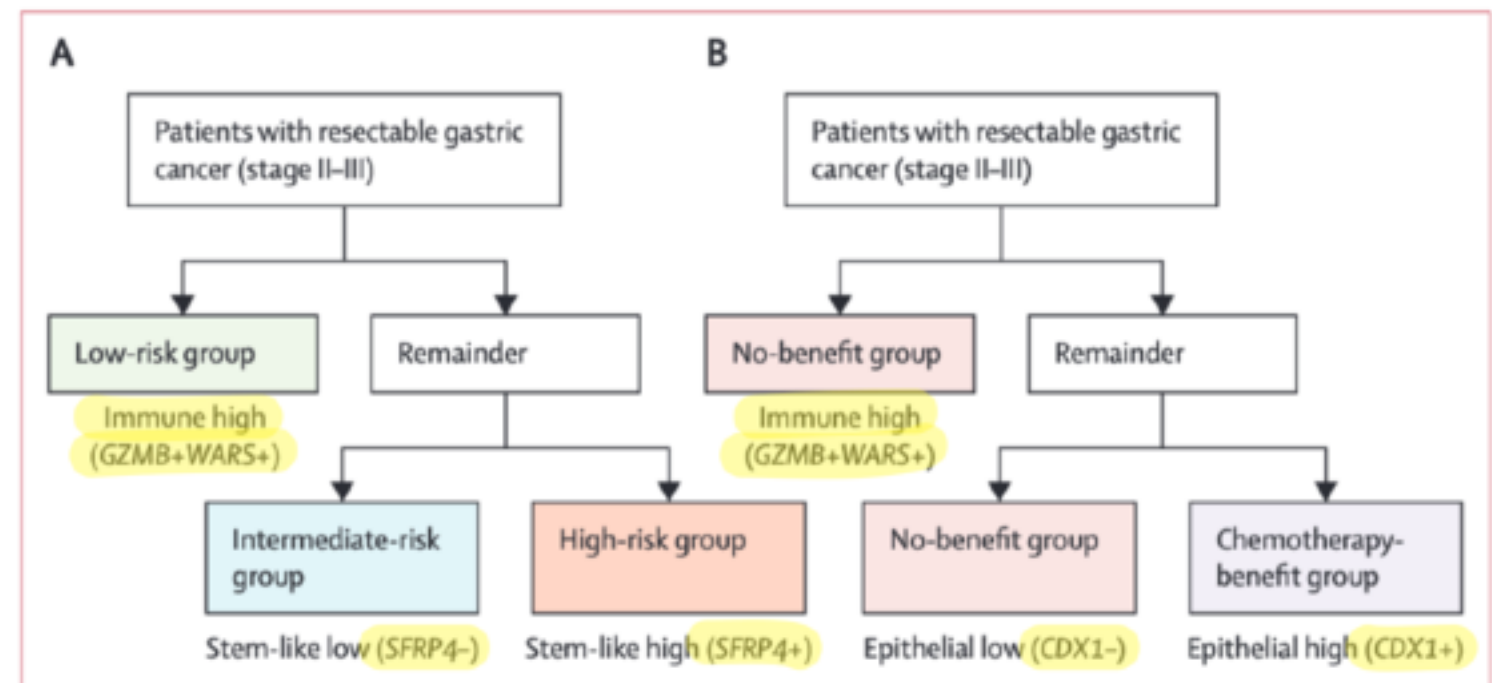 A
Patients with resectable gastric
cancer (stage II–III)
Low-risk group
Remainder
Immune high
(GZMB+WARS+)
Intermediate-risk
group
High-risk group
Stem-like low (SFRP4–)
Stem-like high (SFRP4+)
B
Patients with resectable gastric
cancer (stage II–III)
No-benefit group
Remainder
Immune high
(GZMB+WARS+)
No-benefit group
Chemotherapy-
benefit group
Epithelial low (CDX1–)
Epithelial high (CDX1+)